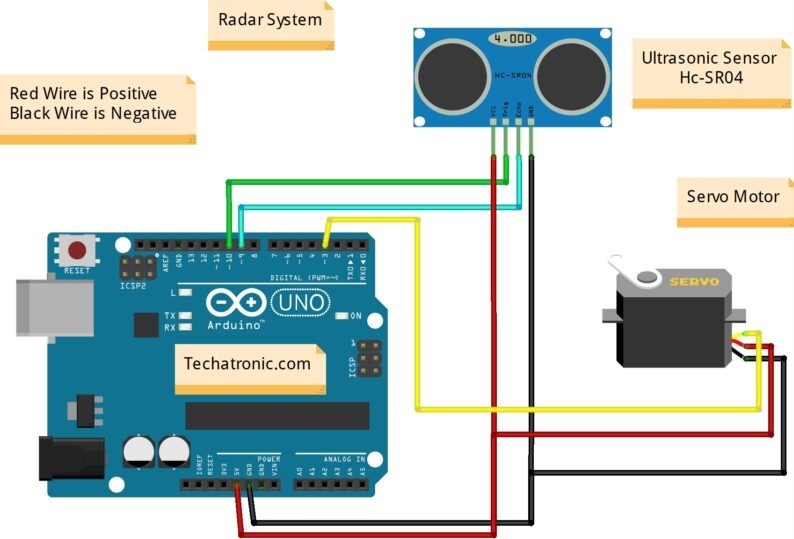 Radar System
4.000
HC-SR04
VCC
Trig
Echo
GND
Ultrasonic Sensor
Hc-SR04
Red Wire is Positive
Black Wire is Negative
Servo Motor
SERVO
RESET
ICSP2
AREF
GND
13
12
~11
~10
~9
8
7
~6
~5
4
~3
2
TX0▶1
RX0◀0
DIGITAL (PWM=~)
L
TX
RX
UNO
Arduino™
ON
1
ICSP
Techatronic.com
POWER
ANALOG IN
IOREF
RESET
3V3
5V
GND
GND
VIN
A0
A1
A2
A3
A4
A5